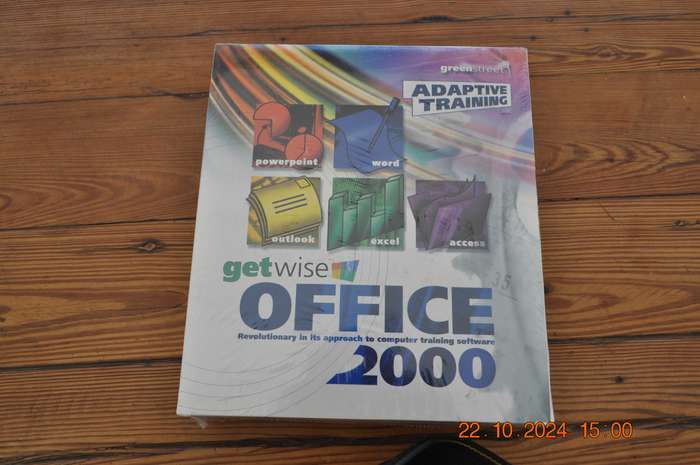 greenstreet
ADAPTIVE
TRAINING
powerpoint
word
outlook
excel
access
getwise
35
OFFICE
Revolutionary in its approach to computer training software
2000
22.10.2024 15:00